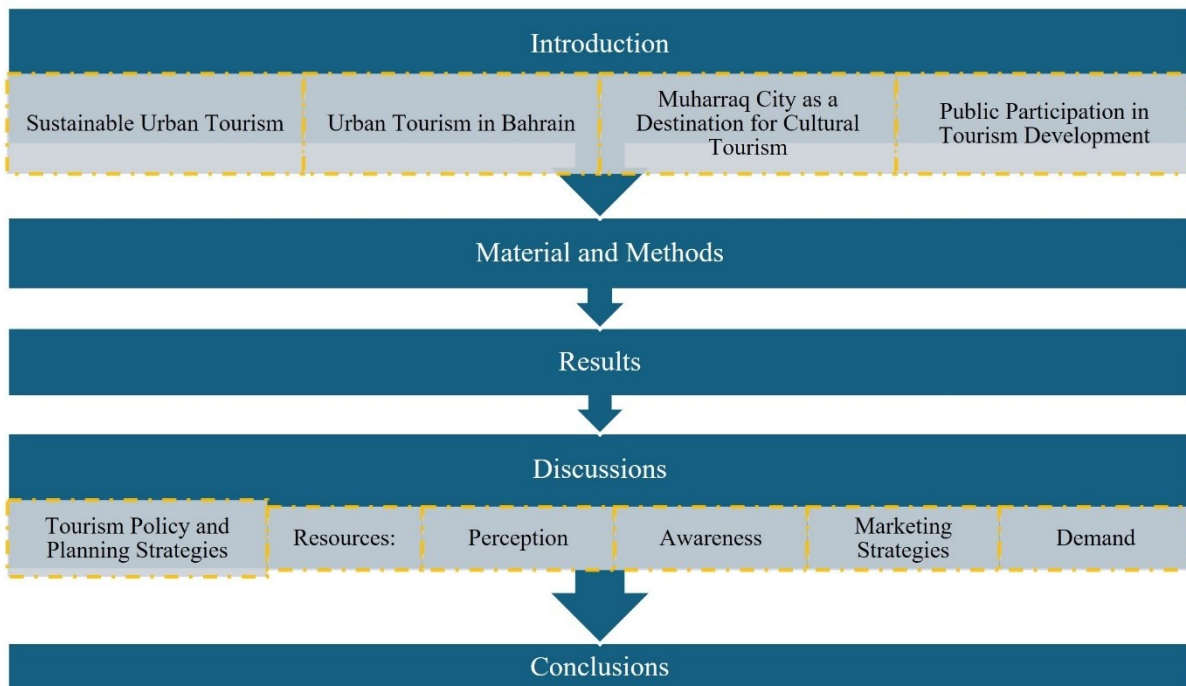 Introduction
Sustainable Urban Tourism
Urban Tourism in Bahrain
Muharraq City as a
Destination for Cultural
Tourism
Public Participation in
Tourism Development
Material and Methods
Results
Discussions
Tourism Policy and
Planning Strategies
Resources:
Perception
Awareness
Marketing
Strategies
Demand
Conclusions